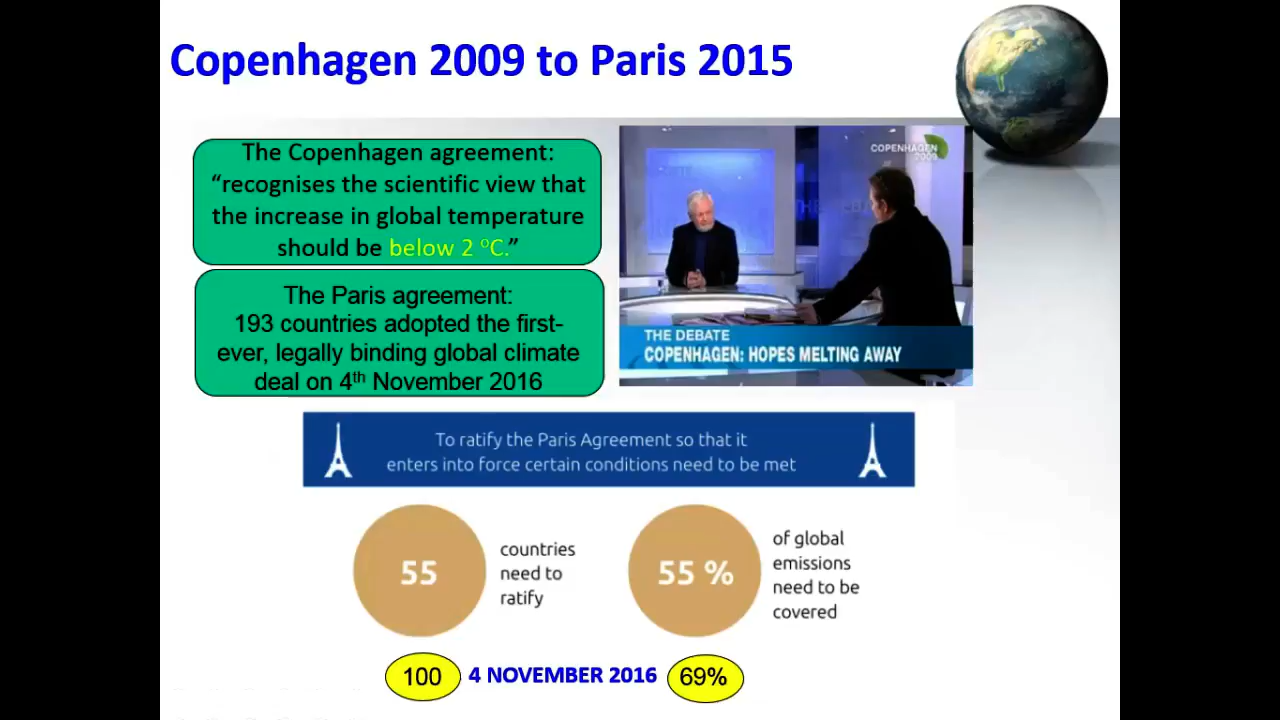 Copenhagen 2009 to Paris 2015
The Copenhagen agreement:
“recognises the scientific view that
the increase in global temperature
should be below 2 °C.”
The Paris agreement:
193 countries adopted the first-
ever, legally binding global climate
deal on 4th November 2016
COPENHAGEN
2009
THE DEBATE
COPENHAGEN: HOPES MELTING AWAY
To ratify the Paris Agreement so that it
enters into force certain conditions need to be met
55
countries
need to
ratify
55 %
of global
emissions
need to be
covered
100
4 NOVEMBER 2016
69%